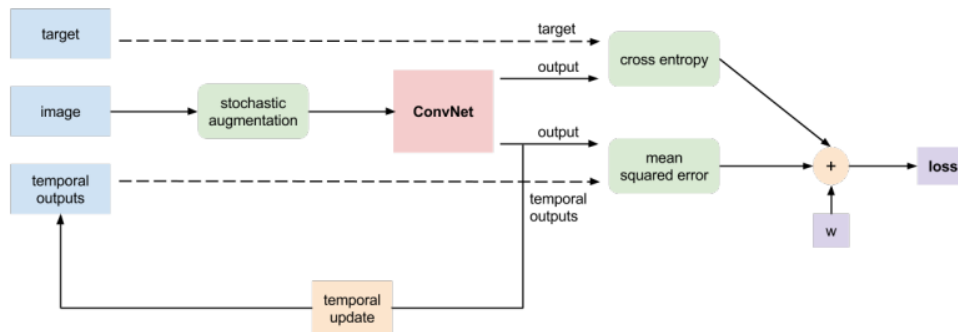 target
target
cross entropy
output
image
stochastic
augmentation
ConvNet
output
mean
squared error
+
loss
temporal
outputs
temporal
outputs
w
temporal
update